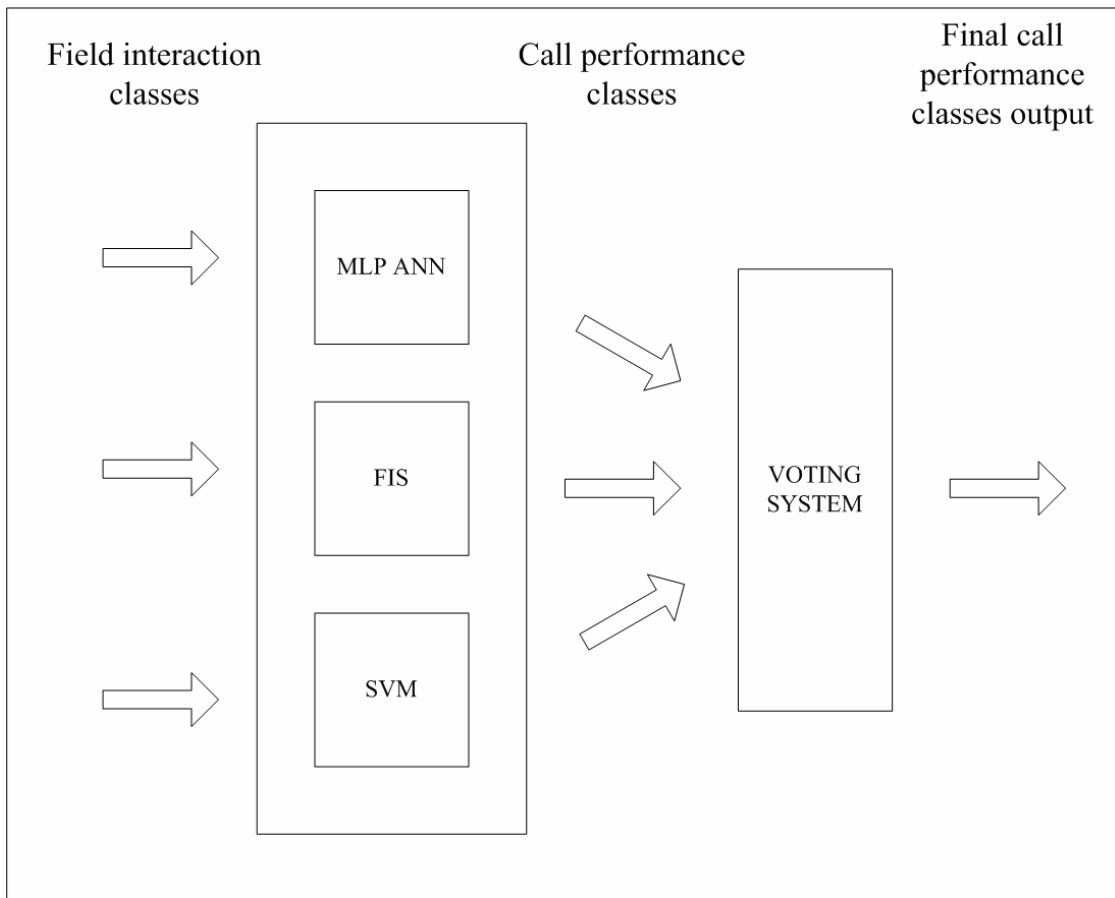 Field interaction
classes
Call performance
classes
Final call
performance
classes output
MLP ANN
FIS
SVM
VOTING
SYSTEM